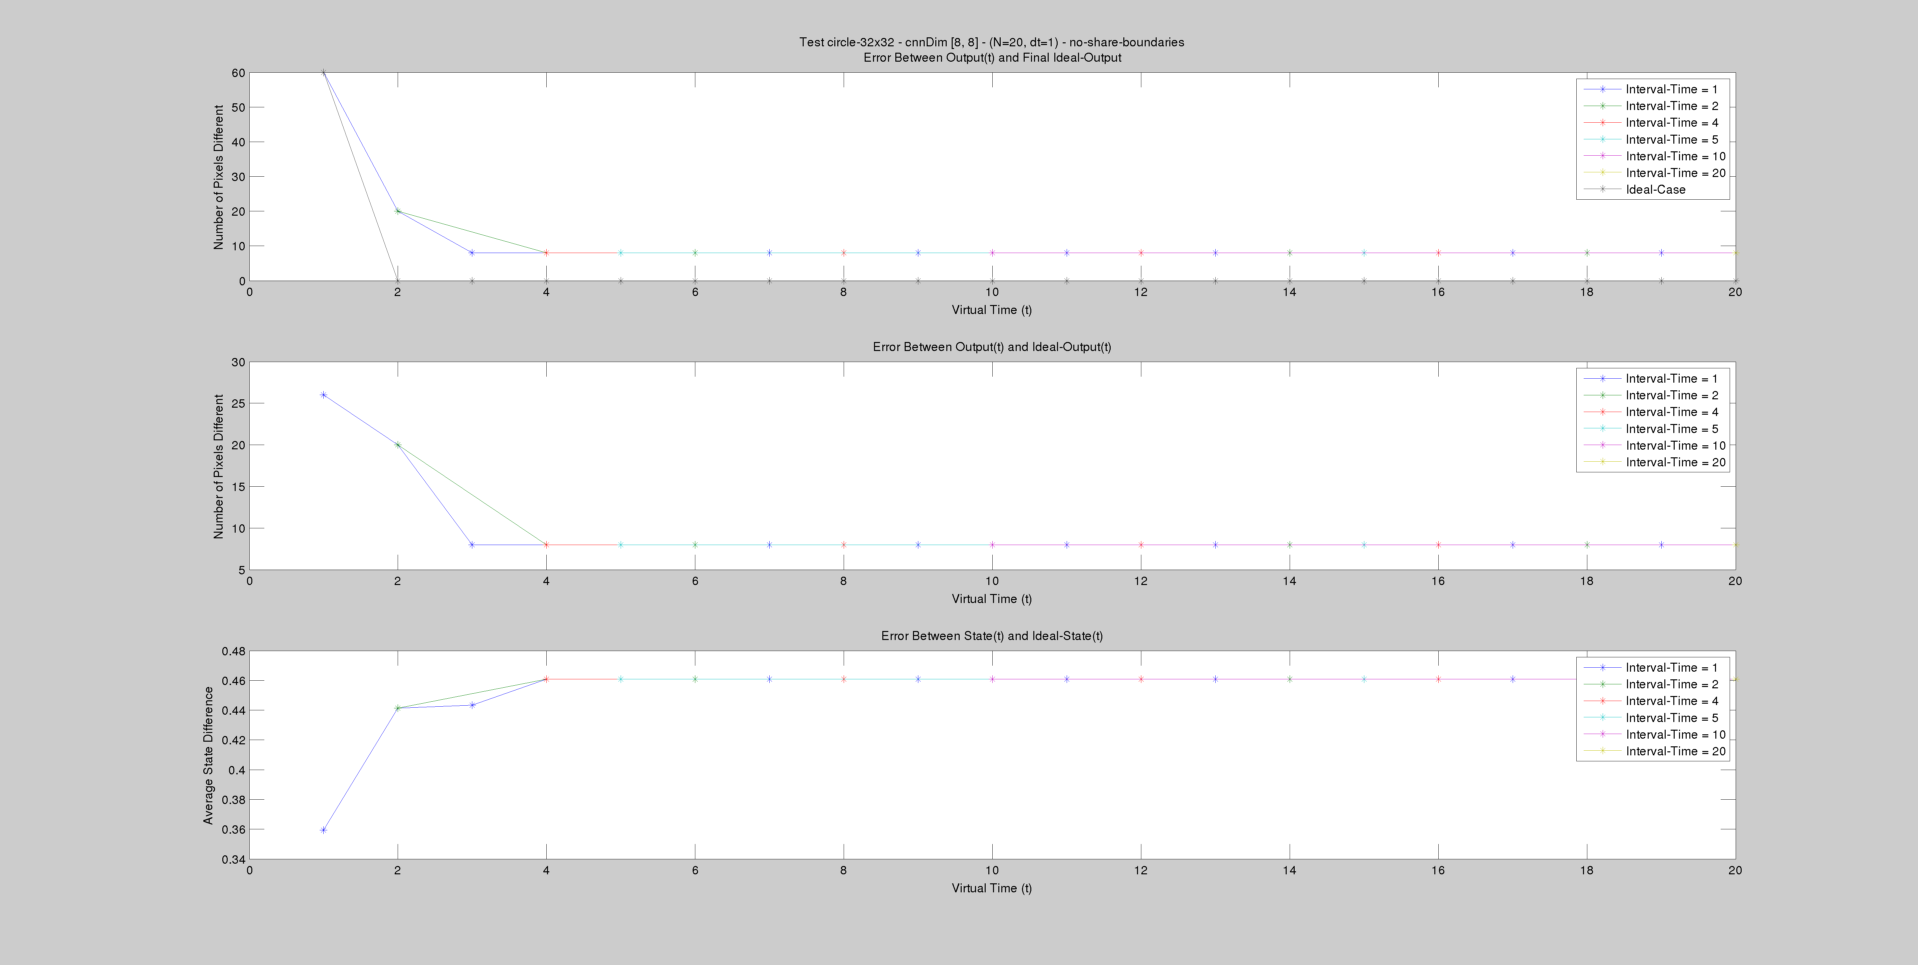 Test circle-32x32 - cnnDim [8, 8] - (N=20, dt=1) - no-share-boundaries
Error Between Output(t) and Final Ideal-Output
Number of Pixels Different
60
50
40
30
20
10
0
0 2 4 6 8 10 12 14 16 18 20
Virtual Time (t)
Interval-Time = 1
Interval-Time = 2
Interval-Time = 4
Interval-Time = 5
Interval-Time = 10
Interval-Time = 20
Ideal-Case
Error Between Output(t) and Ideal-Output(t)
Number of Pixels Different
30
25
20
15
10
5
0 2 4 6 8 10 12 14 16 18 20
Virtual Time (t)
Interval-Time = 1
Interval-Time = 2
Interval-Time = 4
Interval-Time = 5
Interval-Time = 10
Interval-Time = 20
Error Between State(t) and Ideal-State(t)
Average State Difference
0.48
0.46
0.44
0.42
0.4
0.38
0.36
0.34
0 2 4 6 8 10 12 14 16 18 20
Virtual Time (t)
Interval-Time = 1
Interval-Time = 2
Interval-Time = 4
Interval-Time = 5
Interval-Time = 10
Interval-Time = 20